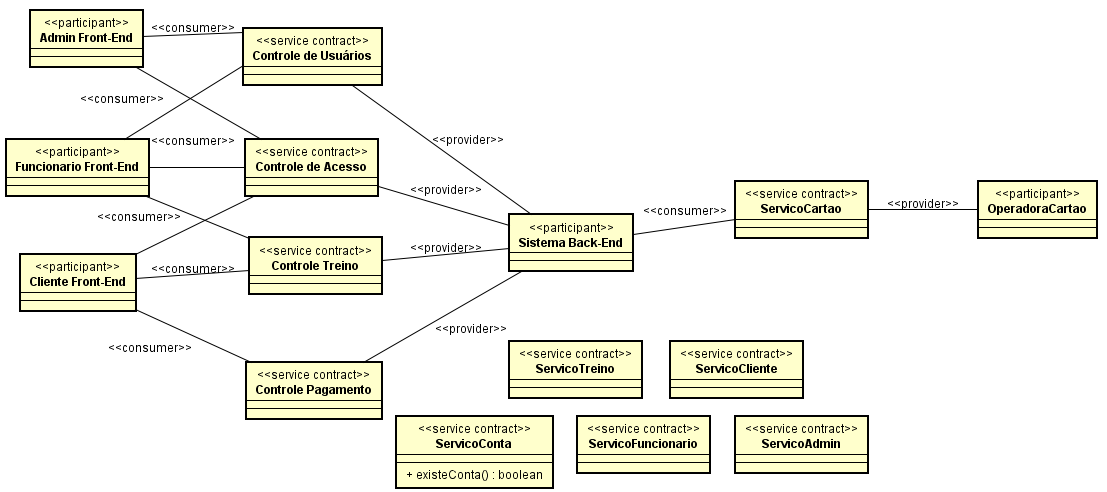 <<participant>>
Admin Front-End
<<consumer>>
<<service contract>>
Controle de Usuários
<<consumer>>
<<participant>>
Funcionario Front-End
<<consumer>>
<<service contract>>
Controle de Acesso
<<provider>>
<<provider>>
<<consumer>>
<<participant>>
Cliente Front-End
<<consumer>>
<<service contract>>
Controle Treino
<<provider>>
<<participant>>
Sistema Back-End
<<consumer>>
<<service contract>>
ServicoCartao
<<provider>>
<<participant>>
OperadoraCartao
<<consumer>>
<<service contract>>
Controle Pagamento
<<provider>>
<<service contract>>
ServicoTreino
<<service contract>>
ServicoCliente
<<service contract>>
ServicoConta
+ existeConta() : boolean
<<service contract>>
ServicoFuncionario
<<service contract>>
ServicoAdmin